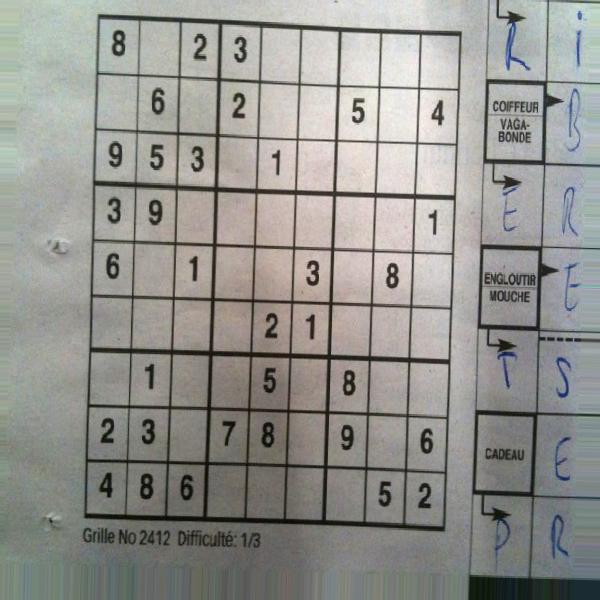 8 2 3
6 2 5 4
9 5 3 1
3 9 1
6 1 3 8
2 1
1 5 8
2 3 7 8 9 6
4 8 6 5 2
Grille No 2412 Difficulté: 1/3
R i
COIFFEUR
VAGA-
BONDE
B
E R
ENGLOUTIR
MOUCHE
E
T S
CADEAU
E
P R